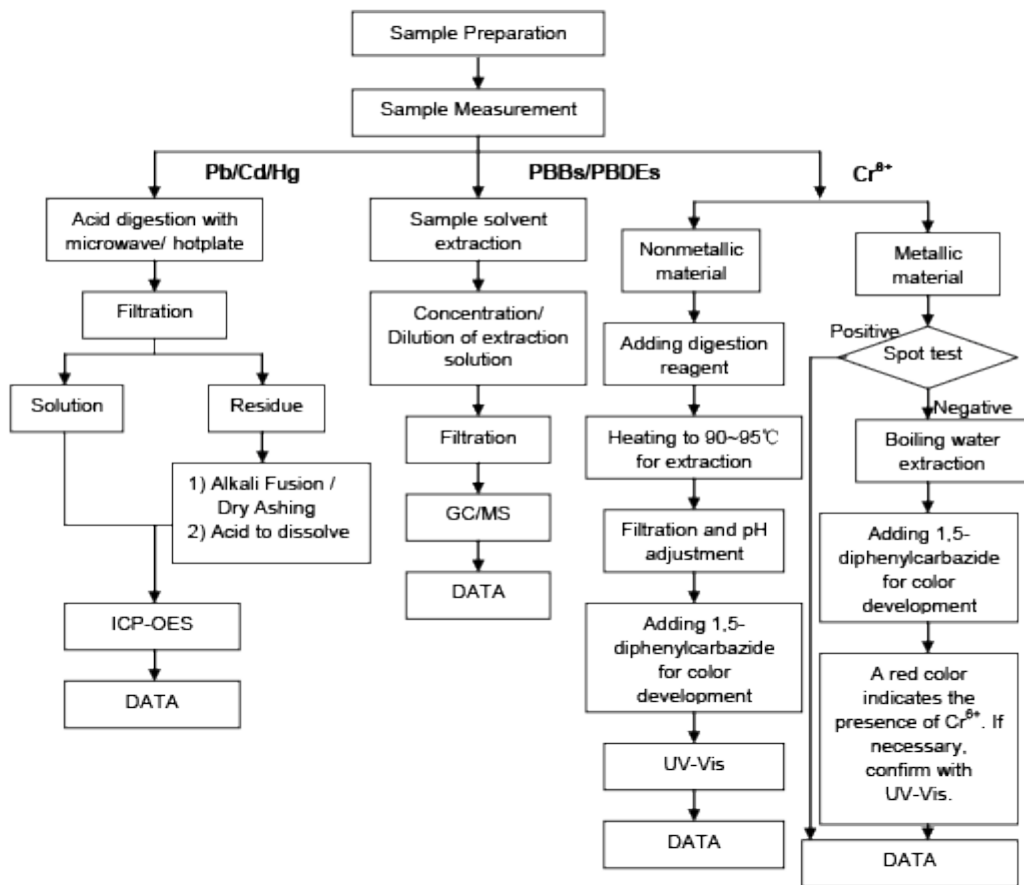 Sample Preparation
Sample Measurement
Pb/Cd/Hg
PBBs/PBDEs
Cr⁶⁺
Acid digestion with
microwave/ hotplate
Filtration
Solution
Residue
1) Alkali Fusion /
Dry Ashing
2) Acid to dissolve
ICP-OES
DATA
Sample solvent
extraction
Concentration/
Dilution of extraction
solution
Filtration
GC/MS
DATA
Nonmetallic
material
Adding digestion
reagent
Heating to 90~95℃
for extraction
Filtration and pH
adjustment
Adding 1,5-
diphenylcarbazide
for color
development
UV-Vis
DATA
Metallic
material
Positive
Spot test
Negative
Boiling water
extraction
Adding 1,5-
diphenylcarbazide
for color
development
A red color
indicates the
presence of Cr⁶⁺. If
necessary,
confirm with
UV-Vis.
DATA